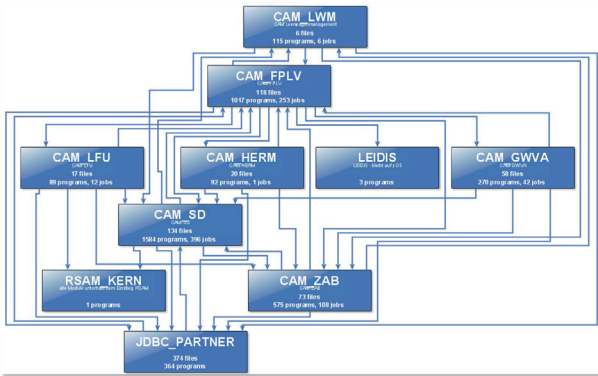 CAM_LWM
6 files
115 programs, 6 jobs
CAM_FPLV
118 files
1017 programs, 253 jobs
CAM_LFU
17 files
89 programs, 12 jobs
CAM_HERM
20 files
92 programs, 1 jobs
LEIDIS
3 programs
CAM_GWVA
58 files
270 programs, 42 jobs
CAM_SD
134 files
1584 programs, 396 jobs
RSAM_KERN
1 programs
CAM_ZAB
73 files
575 programs, 108 jobs
JDBC_PARTNER
374 files
364 programs